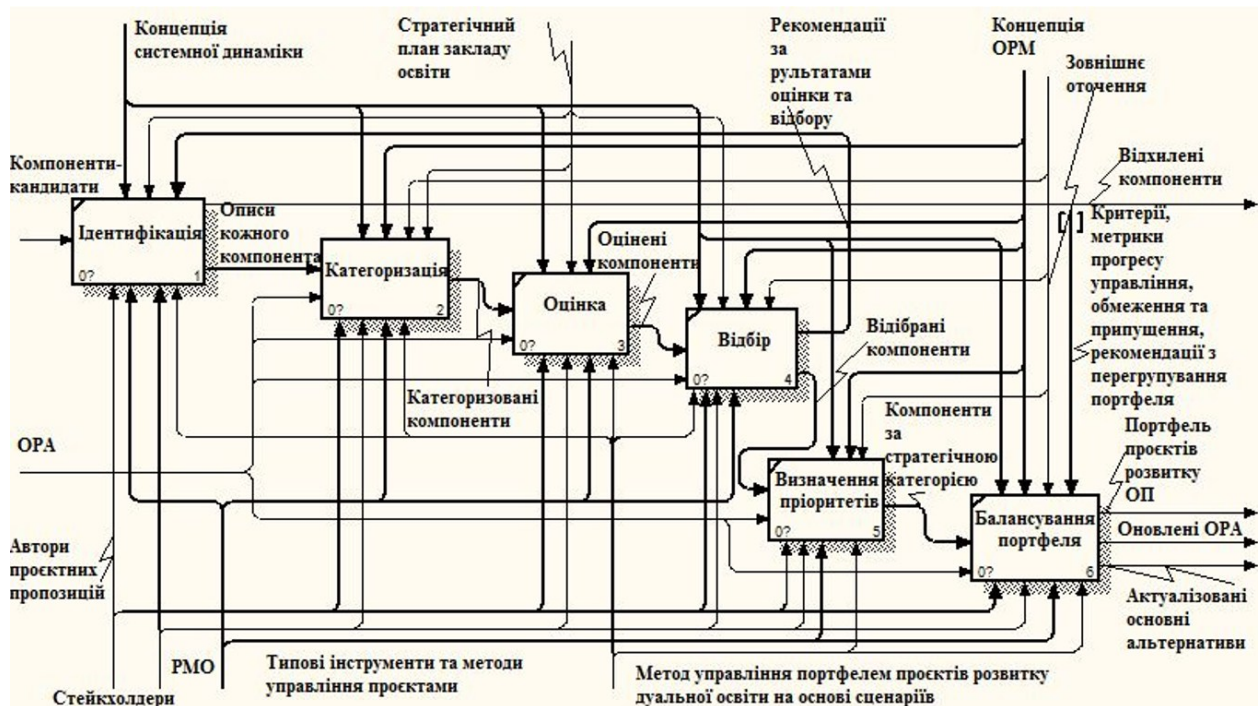 Концепція
системної динаміки
Стратегічний
план закладу
освіти
Рекомендації
за
рультатами
оцінки та
відбору
Концепція
ОРМ
Зовнішнє
оточення
Компоненти-
кандидати
Відхилені
компоненти
Ідентифікація
0?
1
Описи
кожного
компонента
Категоризація
0?
2
Оцінені
компоненти
Оцінка
0?
3
Відбір
0?
4
Критерії,
метрики
прогресу
управління,
обмеження та
припущення,
рекомендації з
перегрупування
портфеля
Відібрані
компоненти
Категоризовані
компоненти
Компоненти
за
стратегічною
категорією
ОРА
Визначення
пріоритетів
0?
5
Портфель
проєктів
розвитку
ОП
Балансування
портфеля
0?
6
Оновлені ОРА
Актуалізовані
основні
альтернативи
Автори
проєктних
пропозицій
РМО
Стейкхолдери
Типові інструменти та методи
управління проєктами
Метод управління портфелем проєктів розвитку
дуальної освіти на основі сценаріїв